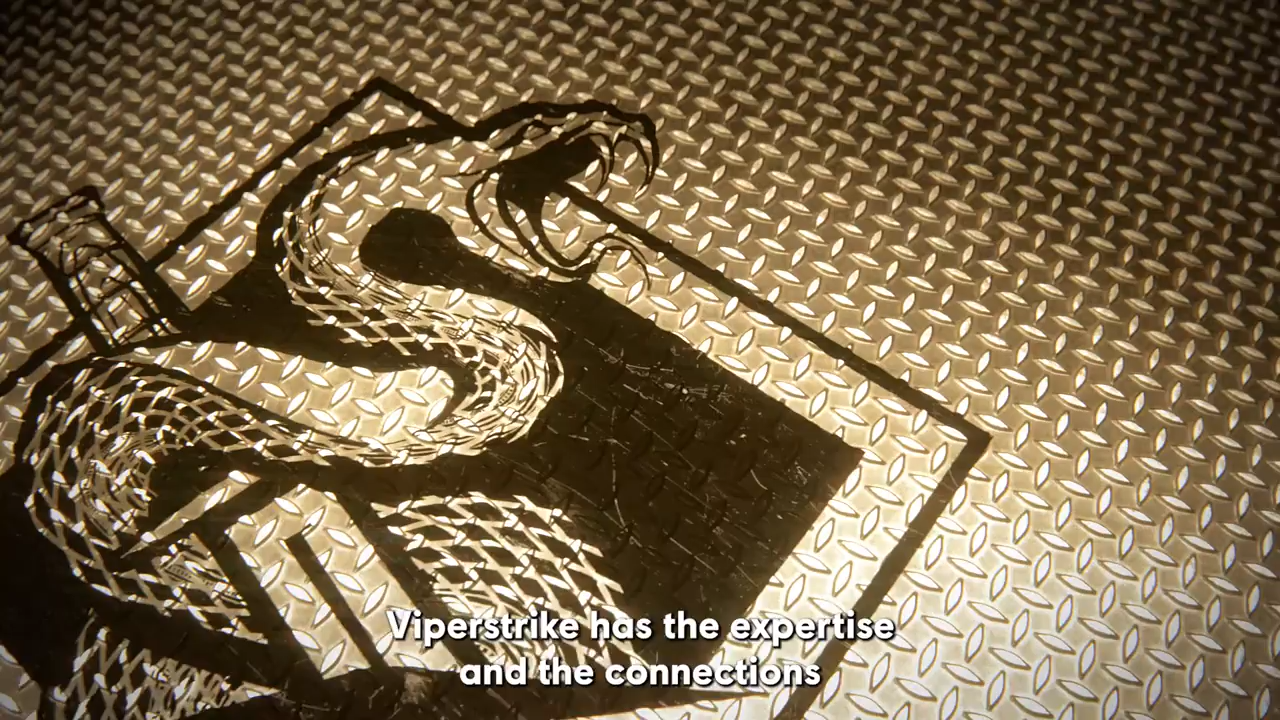 Viperstrike has the expertise
and the connections